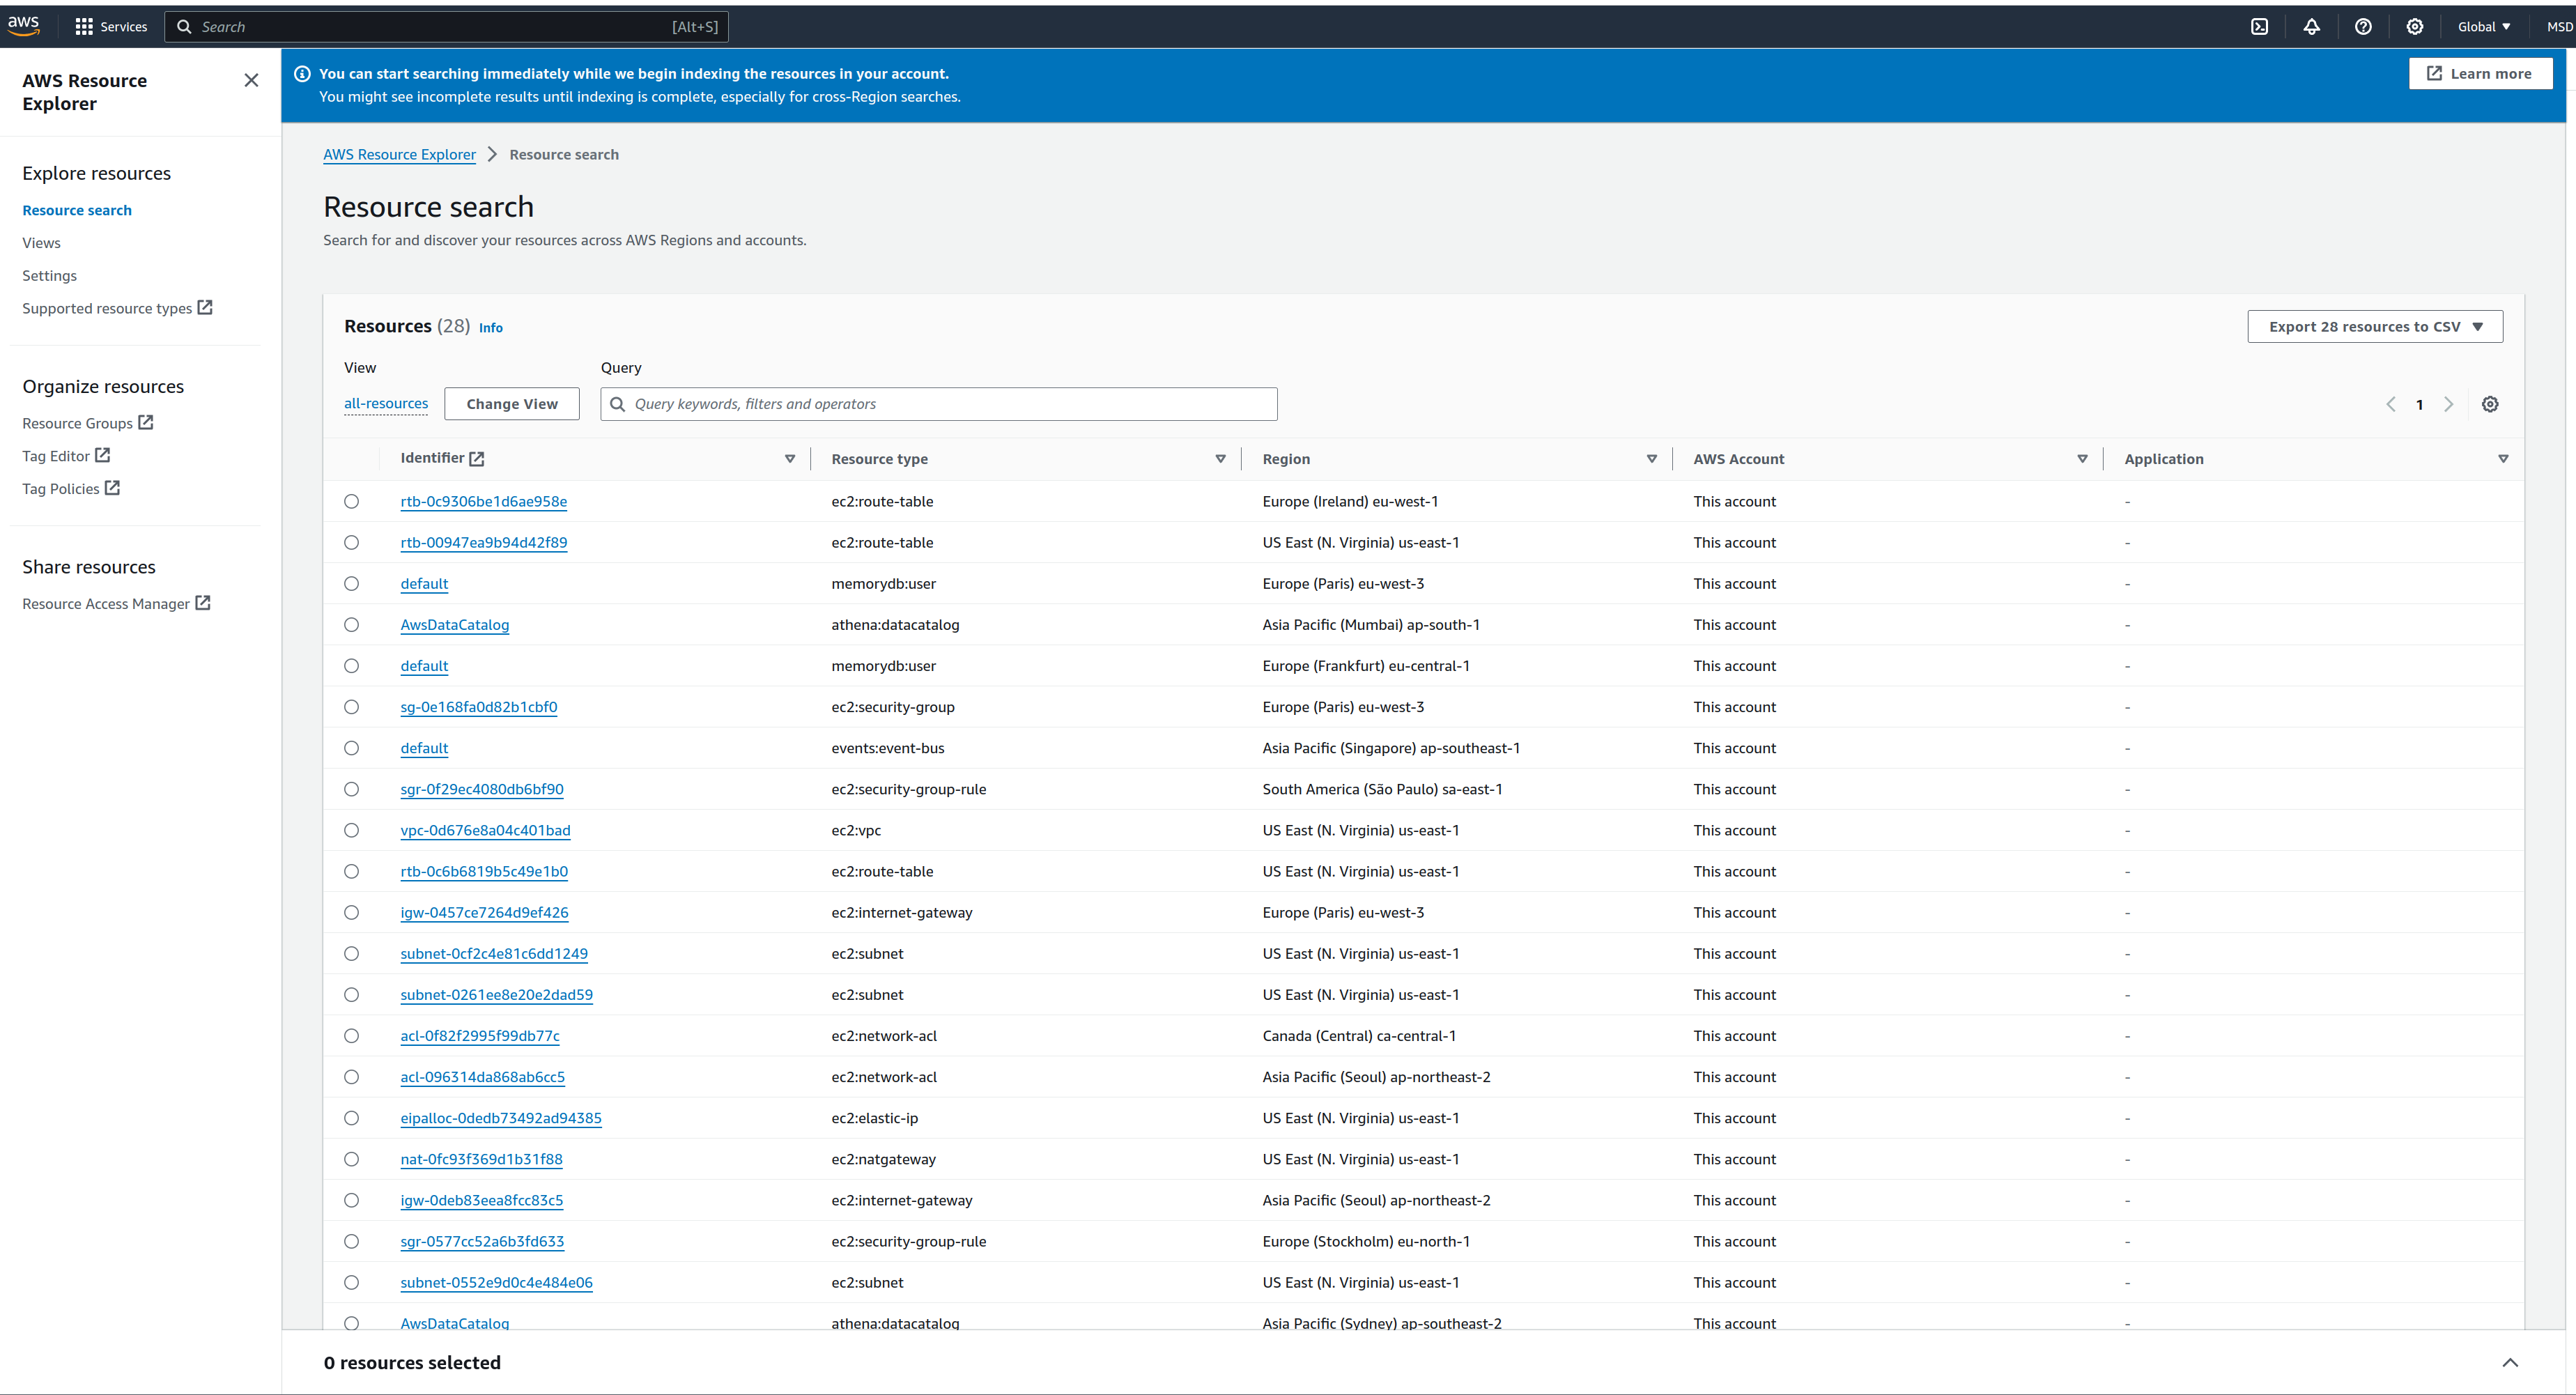 aws Services Search [Alt+S] Global MSD
AWS Resource
Explorer
Explore resources
Resource search
Views
Settings
Supported resource types
Organize resources
Resource Groups
Tag Editor
Tag Policies
Share resources
Resource Access Manager
You can start searching immediately while we begin indexing the resources in your account.
You might see incomplete results until indexing is complete, especially for cross-Region searches.
Learn more
AWS Resource Explorer Resource search
Resource search
Search for and discover your resources across AWS Regions and accounts.
Resources (28) Info
Export 28 resources to CSV
View Query
all-resources Change View Query keywords, filters and operators 1
Identifier Resource type Region AWS Account Application
rtb-0c9306be1d6ae958e ec2:route-table Europe (Ireland) eu-west-1 This account -
rtb-00947ea9b94d42f89 ec2:route-table US East (N. Virginia) us-east-1 This account -
default memorydb:user Europe (Paris) eu-west-3 This account -
AwsDataCatalog athena:datacatalog Asia Pacific (Mumbai) ap-south-1 This account -
default memorydb:user Europe (Frankfurt) eu-central-1 This account -
sg-0e168fa0d82b1cbf0 ec2:security-group Europe (Paris) eu-west-3 This account -
default events:event-bus Asia Pacific (Singapore) ap-southeast-1 This account -
sgr-0f29ec4080db6bf90 ec2:security-group-rule South America (São Paulo) sa-east-1 This account -
vpc-0d676e8a04c401bad ec2:vpc US East (N. Virginia) us-east-1 This account -
rtb-0c6b6819b5c49e1b0 ec2:route-table US East (N. Virginia) us-east-1 This account -
igw-0457ce7264d9ef426 ec2:internet-gateway Europe (Paris) eu-west-3 This account -
subnet-0cf2c4e81c6dd1249 ec2:subnet US East (N. Virginia) us-east-1 This account -
subnet-0261ee8e20e2dad59 ec2:subnet US East (N. Virginia) us-east-1 This account -
acl-0f82f2995f99db77c ec2:network-acl Canada (Central) ca-central-1 This account -
acl-096314da868ab6cc5 ec2:network-acl Asia Pacific (Seoul) ap-northeast-2 This account -
eipalloc-0dedb73492ad94385 ec2:elastic-ip US East (N. Virginia) us-east-1 This account -
nat-0fc93f369d1b31f88 ec2:natgateway US East (N. Virginia) us-east-1 This account -
igw-0deb83eea8fcc83c5 ec2:internet-gateway Asia Pacific (Seoul) ap-northeast-2 This account -
sgr-0577cc52a6b3fd633 ec2:security-group-rule Europe (Stockholm) eu-north-1 This account -
subnet-0552e9d0c4e484e06 ec2:subnet US East (N. Virginia) us-east-1 This account -
AwsDataCatalog athena:datacatalog Asia Pacific (Sydney) ap-southeast-2 This account -
0 resources selected